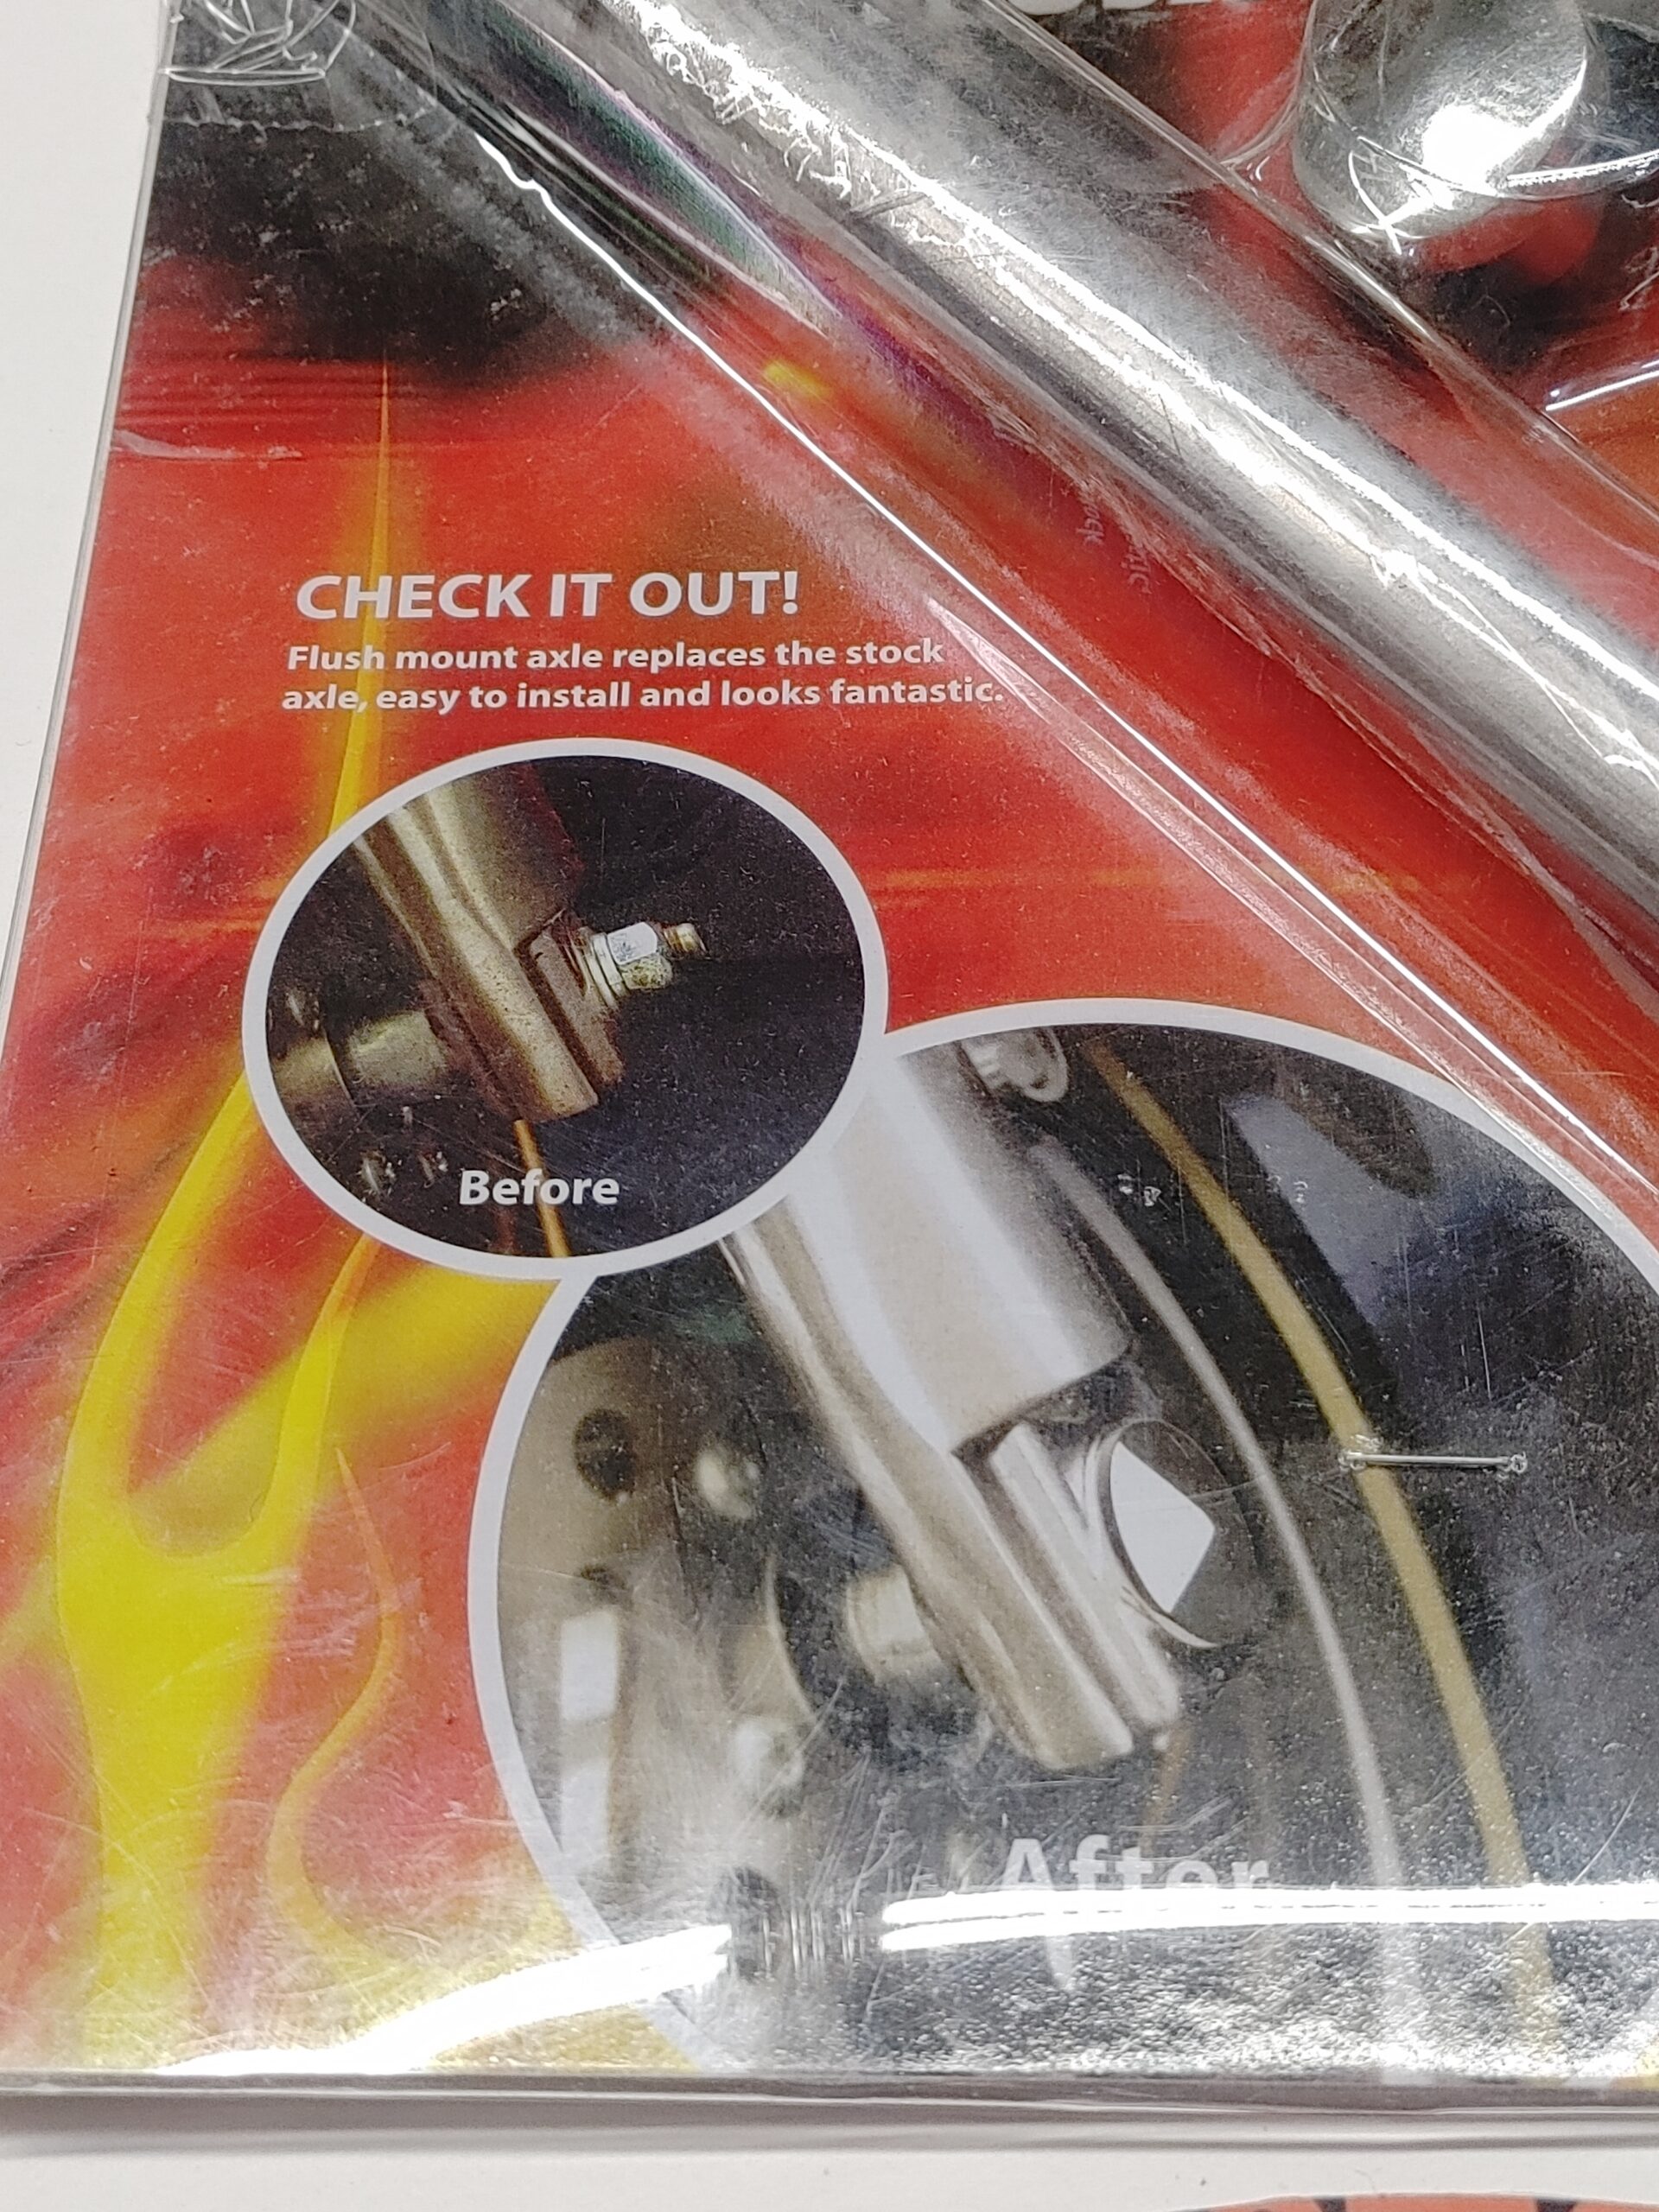 CHECK IT OUT!
Flush mount axle replaces the stock
axle, easy to install and looks fantastic.
Before
After